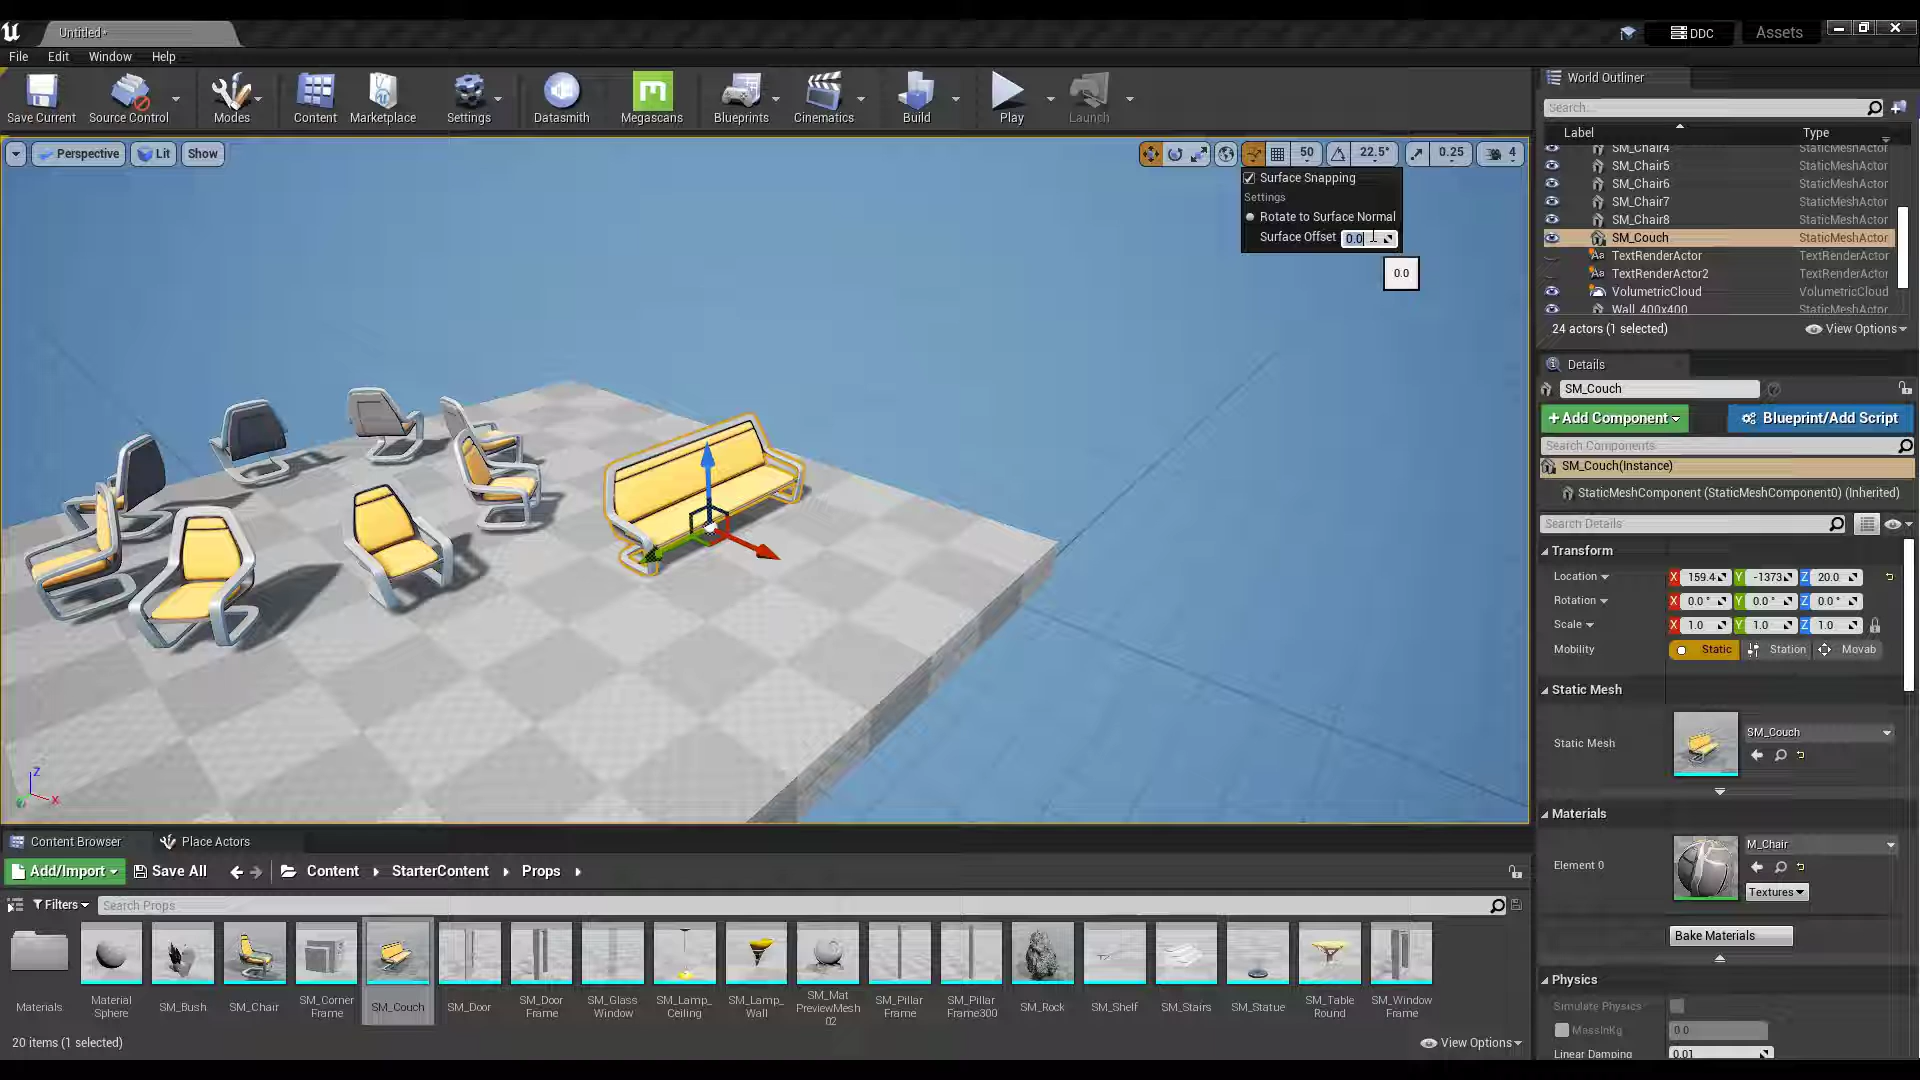 Untitled*
DDC
Assets
File Edit Window Help
Save Current Source Control Modes Content Marketplace Settings Datasmith Megascans Blueprints Cinematics Build Play Launch
Perspective Lit Show
50 22.5° 0.25 4
Surface Snapping
Settings
Rotate to Surface Normal
Surface Offset 0.0
0.0
World Outliner
Search...
Label Type
SM_Chair4 StaticMeshActor
SM_Chair5 StaticMeshActor
SM_Chair6 StaticMeshActor
SM_Chair7 StaticMeshActor
SM_Chair8 StaticMeshActor
SM_Couch StaticMeshActor
TextRenderActor TextRenderActor
TextRenderActor2 TextRenderActor
VolumetricCloud VolumetricCloud
Wall_400x400 StaticMeshActor
24 actors (1 selected) View Options
Details
SM_Couch
+Add Component Blueprint/Add Script
Search Components
SM_Couch(Instance)
StaticMeshComponent (StaticMeshComponent0) (Inherited)
Search Details
Transform
Location X 159.4 Y -1373 Z 20.0
Rotation X 0.0° Y 0.0° Z 0.0°
Scale X 1.0 Y 1.0 Z 1.0
Mobility Static Station Movab
Static Mesh
Static Mesh SM_Couch
Materials
Element 0 M_Chair
Textures
Bake Materials
Physics
Simulate Physics
MassInKg 0.0
Linear Damping 0.01
Z
X
Content Browser Place Actors
Add/Import Save All Content StarterContent Props
Filters Search Props
Materials
Material Sphere
SM_Bush
SM_Chair
SM_Corner Frame
SM_Couch
SM_Door
SM_Door Frame
SM_Glass Window
SM_Lamp_ Ceiling
SM_Lamp_ Wall
SM_Mat PreviewMesh 02
SM_Pillar Frame
SM_Pillar Frame300
SM_Rock
SM_Shelf
SM_Stairs
SM_Statue
SM_Table Round
SM_Window Frame
20 items (1 selected) View Options